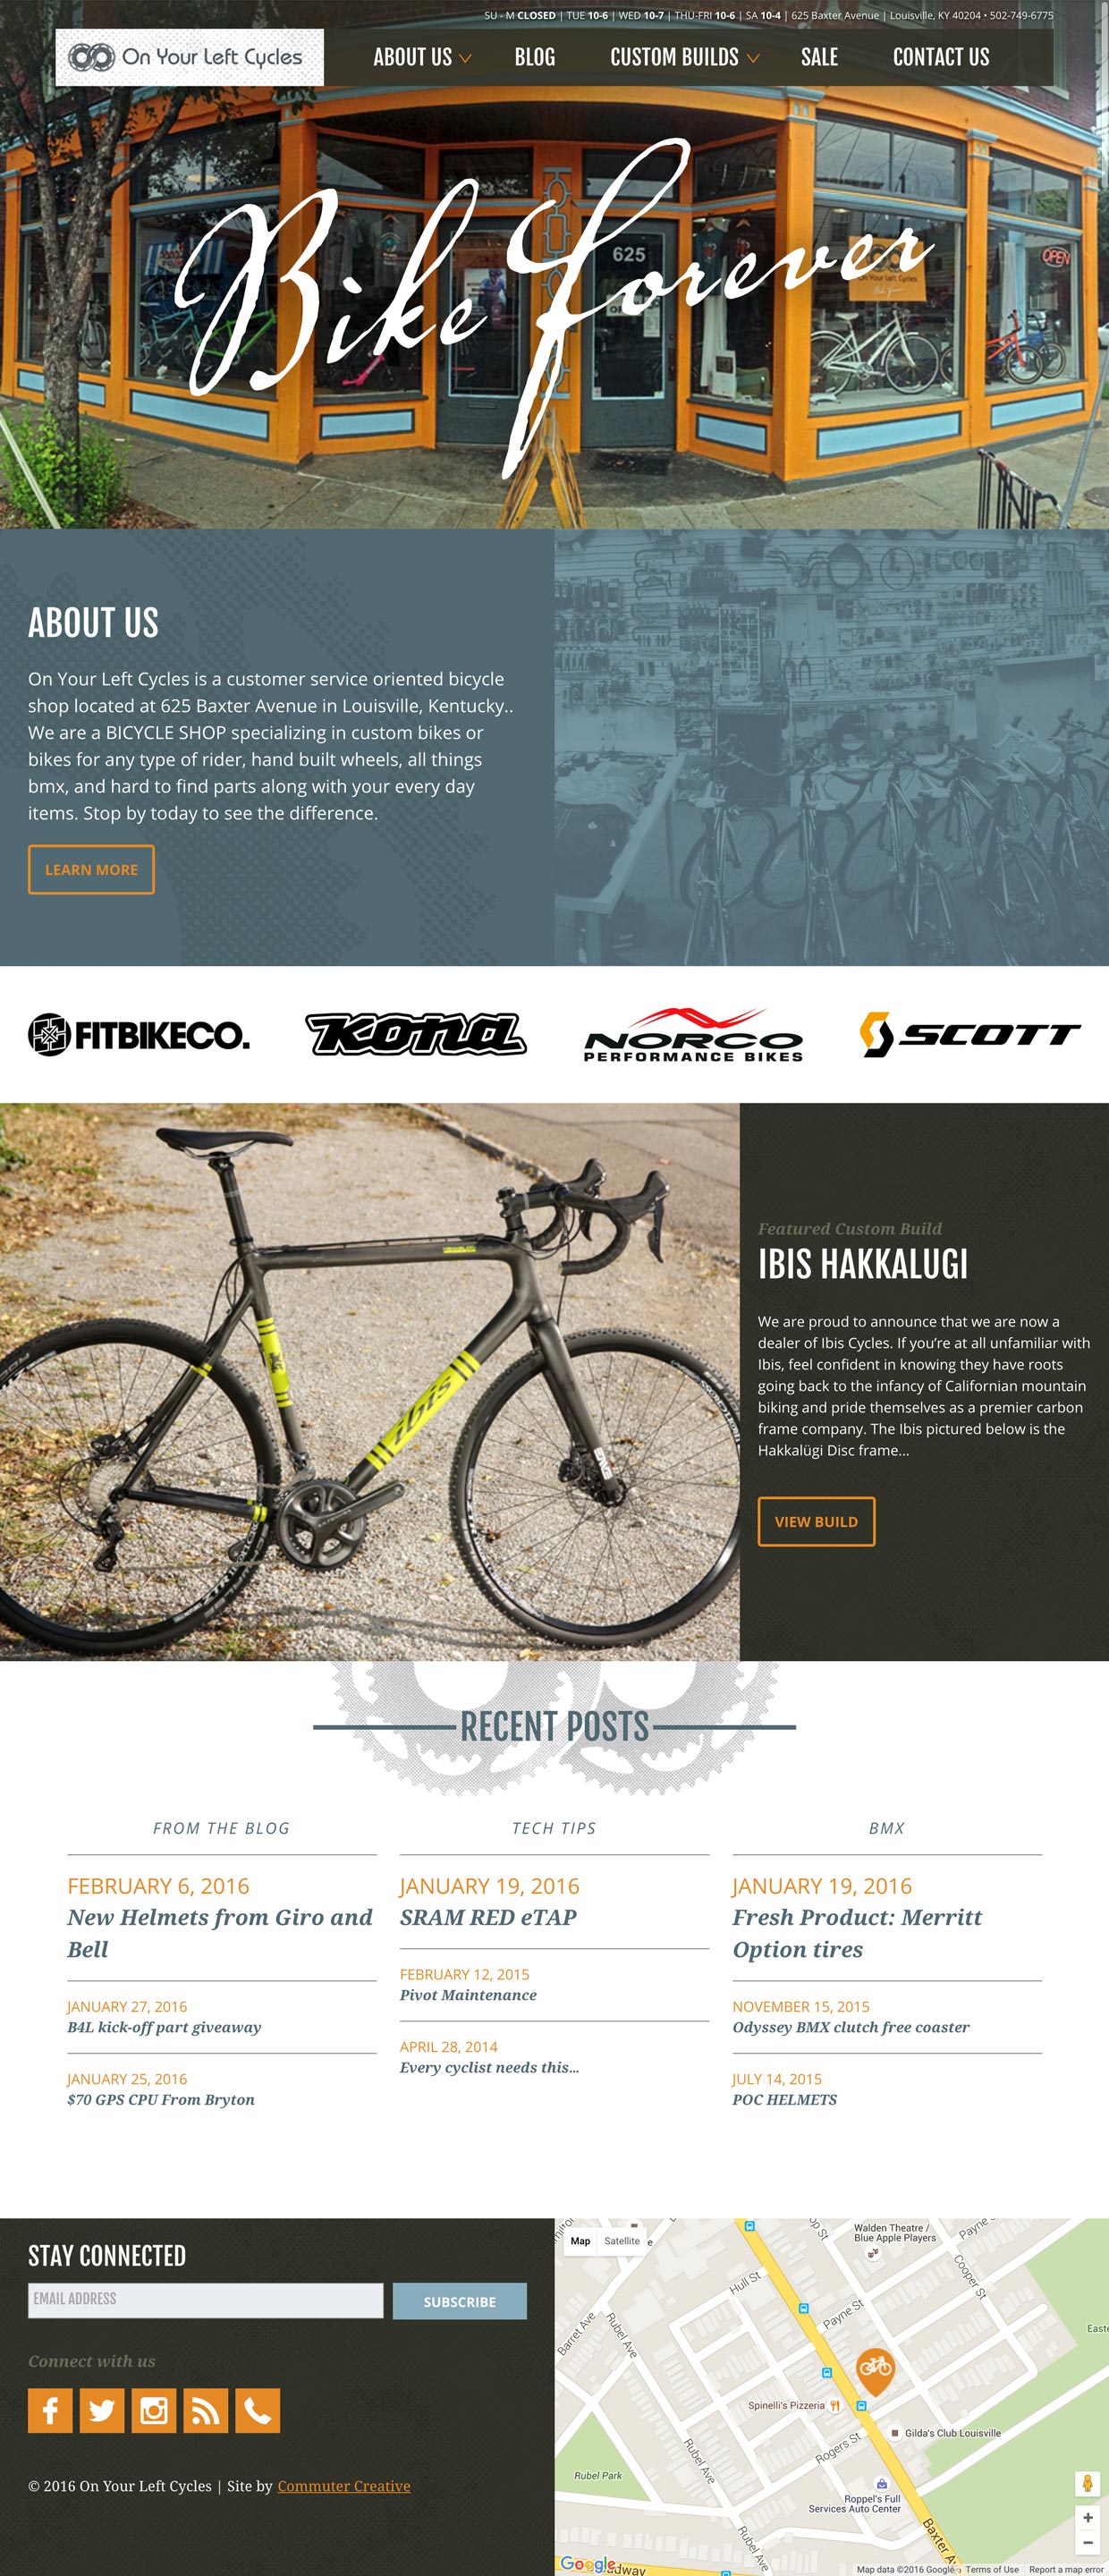 SU - M CLOSED | TUE 10-6 | WED 10-7 | THU-FRI 10-6 | SA 10-4 | 625 Baxter Avenue | Louisville, KY 40204 • 502-749-6775
On Your Left Cycles
ABOUT US
BLOG
CUSTOM BUILDS
SALE
CONTACT US
Bike Forever
625
OPEN
On Your Left Cycles
ABOUT US
On Your Left Cycles is a customer service oriented bicycle
shop located at 625 Baxter Avenue in Louisville, Kentucky..
We are a BICYCLE SHOP specializing in custom bikes or
bikes for any type of rider, hand built wheels, all things
bmx, and hard to find parts along with your every day
items. Stop by today to see the difference.
LEARN MORE
FITBIKECO.
KONA
NORCO
PERFORMANCE BIKES
SCOTT
ibis
ENVE
Featured Custom Build
IBIS HAKKALUGI
We are proud to announce that we are now a
dealer of Ibis Cycles. If you’re at all unfamiliar with
Ibis, feel confident in knowing they have roots
going back to the infancy of Californian mountain
biking and pride themselves as a premier carbon
frame company. The Ibis pictured below is the
Hakkalügi Disc frame...
VIEW BUILD
RECENT POSTS
FROM THE BLOG
FEBRUARY 6, 2016
New Helmets from Giro and
Bell
JANUARY 27, 2016
B4L kick-off part giveaway
JANUARY 25, 2016
$70 GPS CPU From Bryton
TECH TIPS
JANUARY 19, 2016
SRAM RED eTAP
FEBRUARY 12, 2015
Pivot Maintenance
APRIL 28, 2014
Every cyclist needs this...
BMX
JANUARY 19, 2016
Fresh Product: Merritt
Option tires
NOVEMBER 15, 2015
Odyssey BMX clutch free coaster
JULY 14, 2015
POC HELMETS
STAY CONNECTED
EMAIL ADDRESS
SUBSCRIBE
Connect with us
© 2016 On Your Left Cycles | Site by Commuter Creative
Map
Satellite
Walden Theatre /
Blue Apple Players
Payne
Cooper St
Hull St
Payne St
Barret Ave
Rubel Ave
Spinelli's Pizzeria
Gilda's Club Louisville
Rogers St
Rubel Ave
Rubel Park
Roppel's Full
Services Auto Center
Rubel Ave
Baxter A
Google
Map data ©2016 Google
Terms of Use
Report a map error